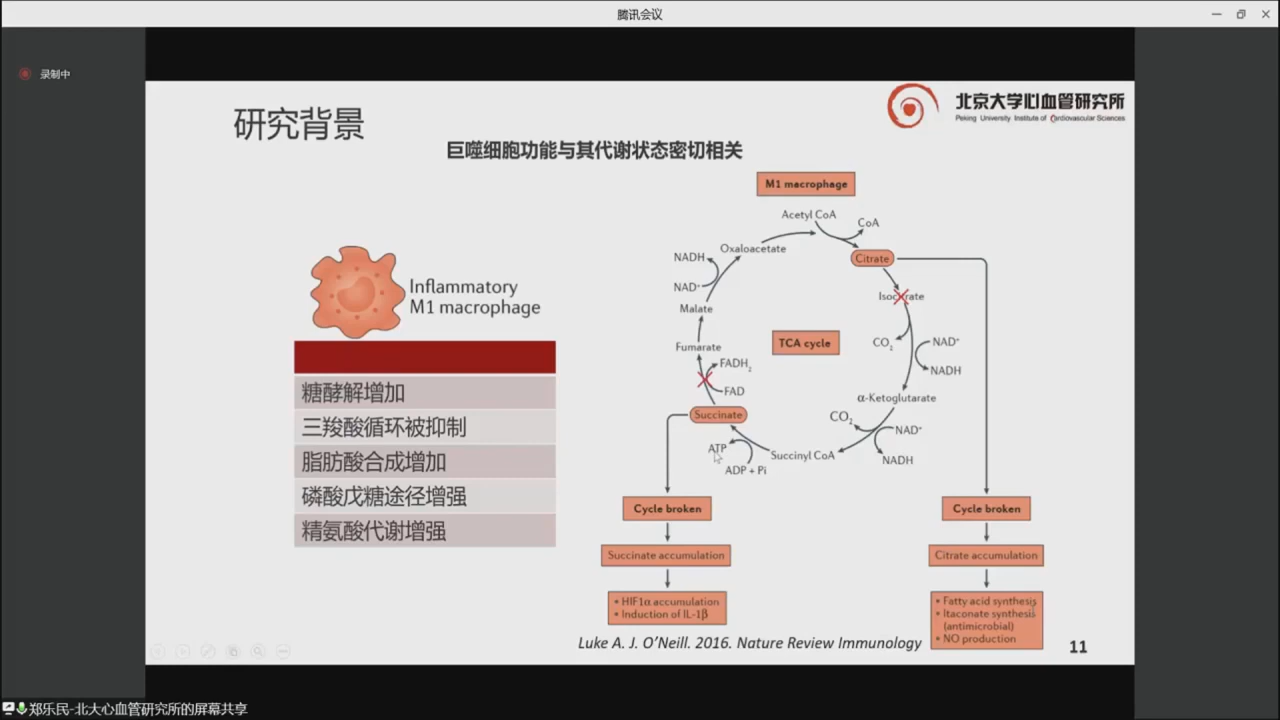 腾讯会议
录制中
研究背景
北京大学心血管研究所
Peking University Institute of Cardiovascular Sciences
巨噬细胞功能与其代谢状态密切相关
Inflammatory
M1 macrophage
糖酵解增加
三羧酸循环被抑制
脂肪酸合成增加
磷酸戊糖途径增强
精氨酸代谢增强
M1 macrophage
Acetyl CoA
CoA
Oxaloacetate
Citrate
NADH
NAD⁺
Malate
Isocitrate
TCA cycle
CO₂
NAD⁺
NADH
Fumarate
FADH₂
FAD
α-Ketoglutarate
Succinate
CO₂
NAD⁺
NADH
ATP
ADP + Pi
Succinyl CoA
Cycle broken
Succinate accumulation
• HIF1α accumulation
• Induction of IL-1β
Cycle broken
Citrate accumulation
• Fatty acid synthesis
• Itaconate synthesis
(antimicrobial)
• NO production
Luke A. J. O’Neill. 2016. Nature Review Immunology
11
郑乐民-北大心血管研究所的屏幕共享